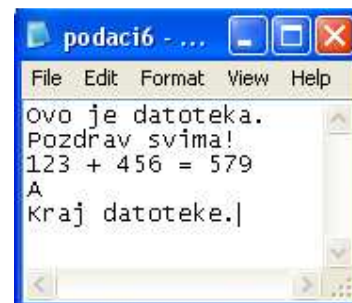 podaci6 - ...
File Edit Format View Help
Ovo je datoteka.
Pozdrav svima!
123 + 456 = 579
A
Kraj datoteke.